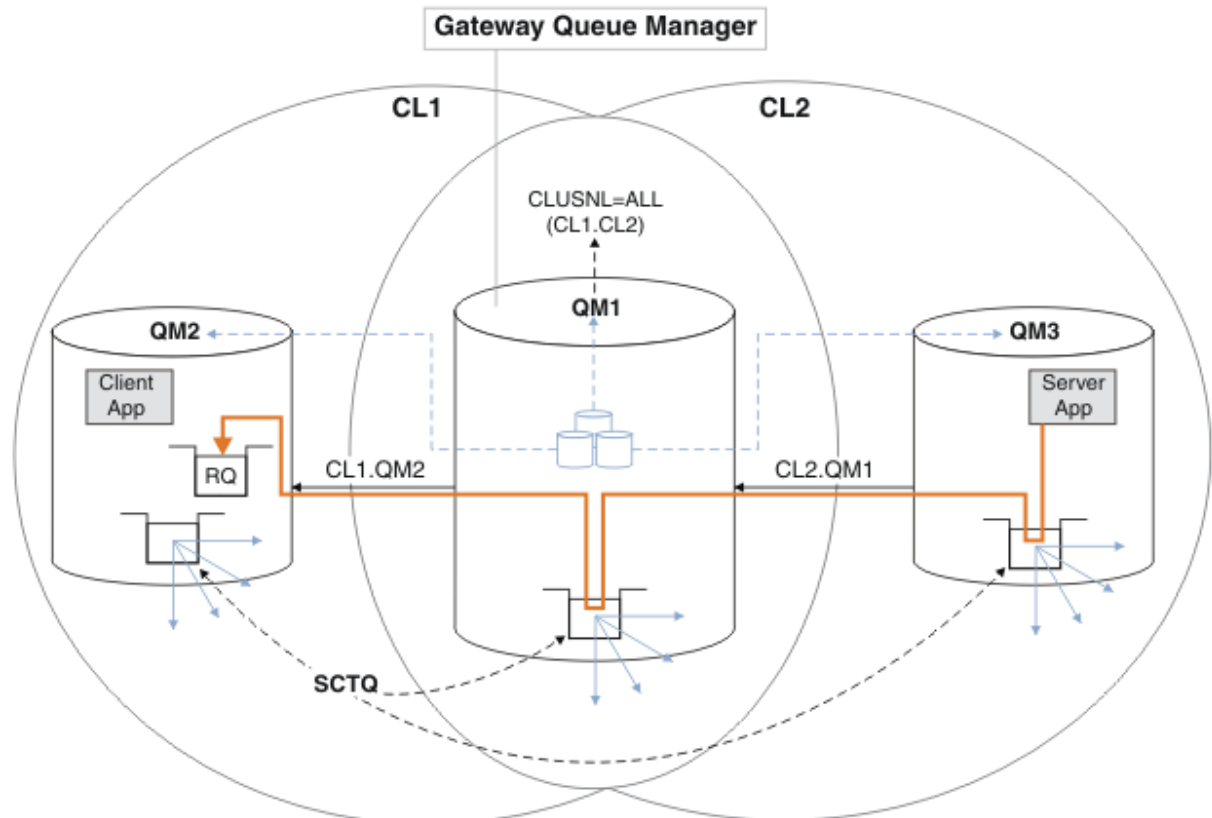 Gateway Queue Manager
CL1
CL2
CLUSNL=ALL
(CL1.CL2)
QM2
QM1
QM3
Client
App
Server
App
RQ
CL1.QM2
CL2.QM1
SCTQ